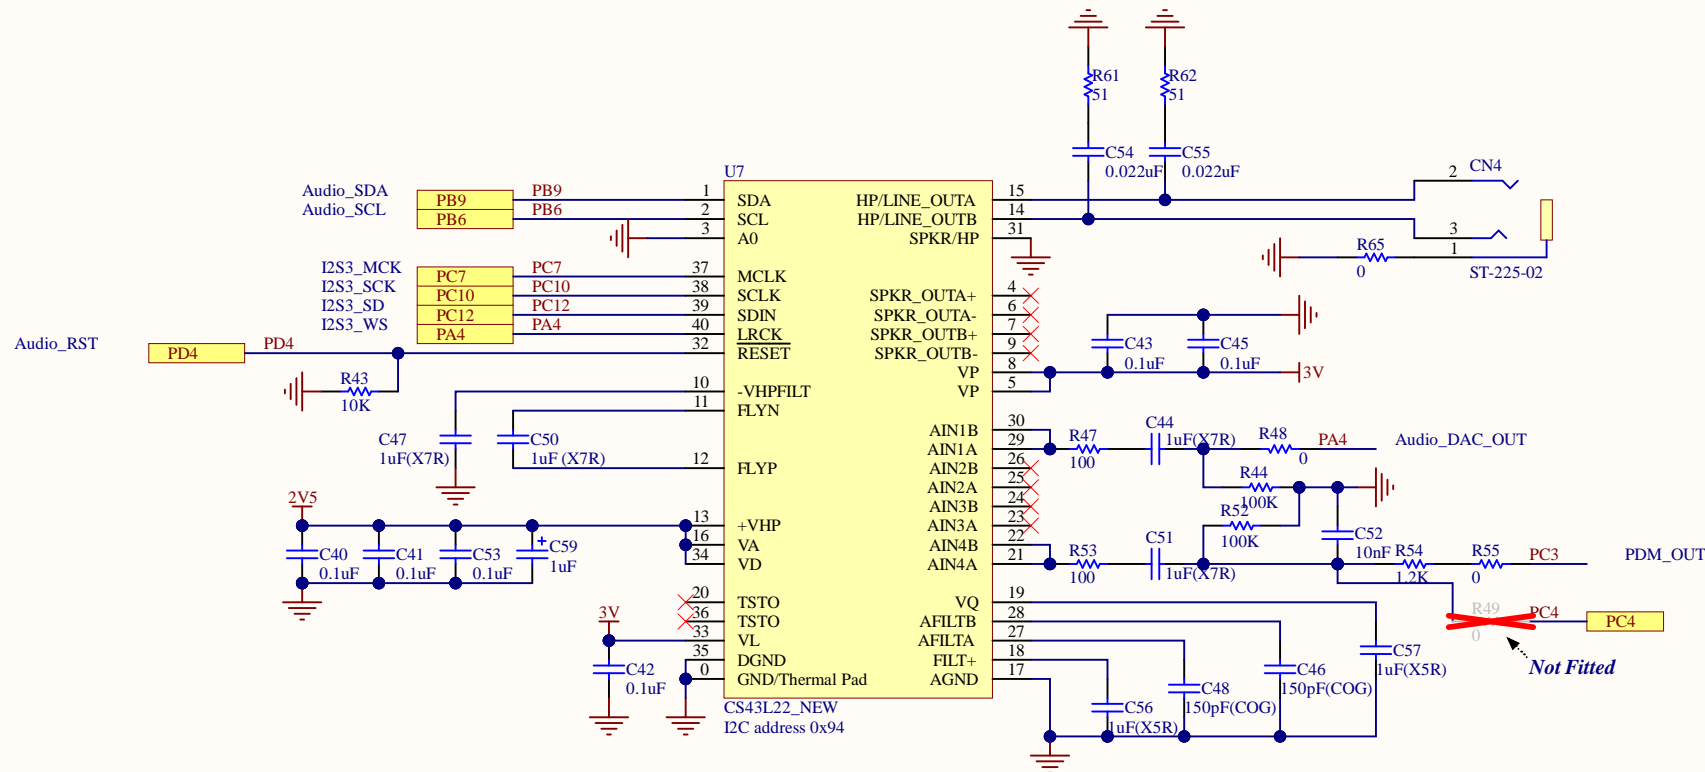 R61
51
R62
51
C54
0.022uF
C55
0.022uF
U7
CN4
2
3
1
ST-225-02
R65
0
Audio_SDA
PB9
PB9
1
SDA
Audio_SCL
PB6
PB6
2
SCL
3
A0
I2S3_MCK
PC7
PC7
37
MCLK
I2S3_SCK
PC10
PC10
38
SCLK
I2S3_SD
PC12
PC12
39
SDIN
I2S3_WS
PA4
PA4
40
LRCK
Audio_RST
PD4
PD4
32
RESET
R43
10K
10
-VHPFILT
11
FLYN
C47
1uF(X7R)
C50
1uF (X7R)
12
FLYP
2V5
13
+VHP
16
VA
34
VD
C40
0.1uF
C41
0.1uF
C53
0.1uF
+
C59
1uF
20
TSTO
36
TSTO
3V
33
VL
35
DGND
0
GND/Thermal Pad
C42
0.1uF
CS43L22_NEW
I2C address 0x94
HP/LINE_OUTA
15
HP/LINE_OUTB
14
SPKR/HP
31
SPKR_OUTA+
4
SPKR_OUTA-
6
SPKR_OUTB+
7
SPKR_OUTB-
9
VP
8
VP
5
C43
0.1uF
C45
0.1uF
3V
AIN1B
30
AIN1A
29
AIN2B
26
AIN2A
25
AIN3B
24
AIN3A
23
AIN4B
22
AIN4A
21
R47
100
C44
1uF(X7R)
R48
0
PA4
Audio_DAC_OUT
R44
100K
R52
100K
C52
10nF
R53
100
C51
1uF(X7R)
R54
1.2K
R55
0
PC3
PDM_OUT
R49
0
PC4
PC4
Not Fitted
VQ
19
AFILTB
28
AFILTA
27
FILT+
18
AGND
17
C57
1uF(X5R)
C46
150pF(COG)
C48
150pF(COG)
C56
1uF(X5R)